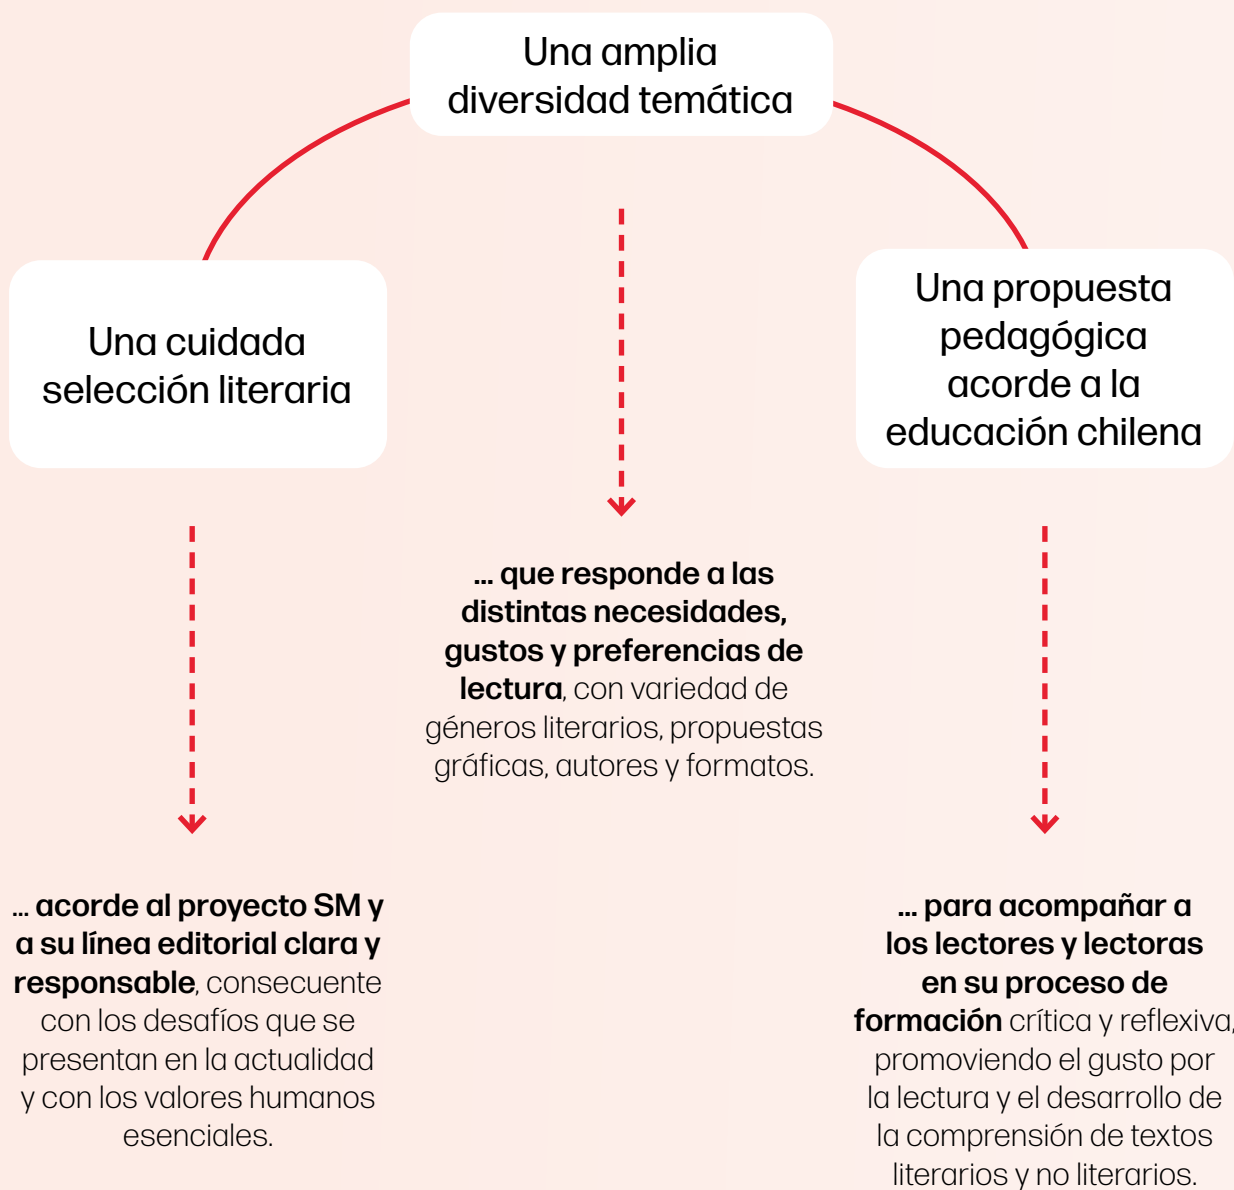 Una amplia
diversidad temática
Una cuidada
selección literaria
Una propuesta
pedagógica
acorde a la
educación chilena
... que responde a las
distintas necesidades,
gustos y preferencias de
lectura, con variedad de
géneros literarios, propuestas
gráficas, autores y formatos.
... acorde al proyecto SM y
a su línea editorial clara y
responsable, consecuente
con los desafíos que se
presentan en la actualidad
y con los valores humanos
esenciales.
... para acompañar a
los lectores y lectoras
en su proceso de
formación crítica y reflexiva,
promoviendo el gusto por
la lectura y el desarrollo de
la comprensión de textos
literarios y no literarios.